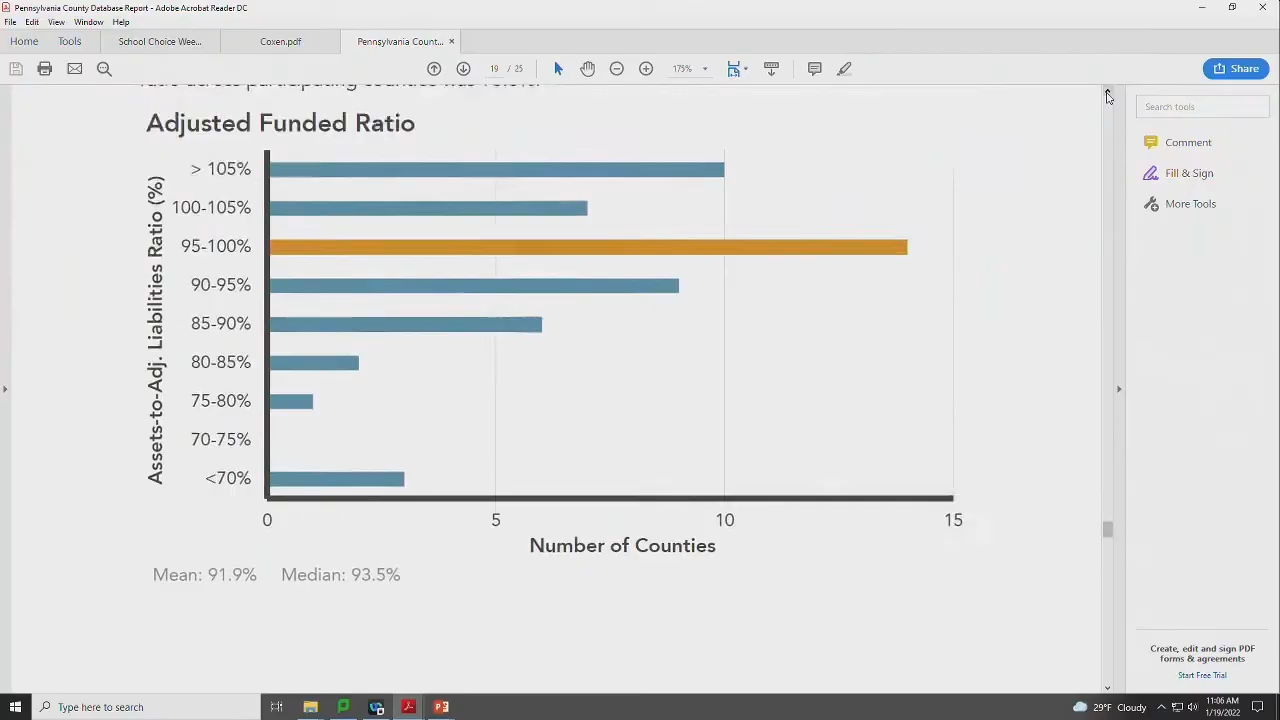 Pennsylvania County Database Report - Adobe Acrobat Reader DC
File Edit View Window Help
Home Tools School Choice Wee... Coxen.pdf Pennsylvania Count... ×
19 / 25 175%
Share
Adjusted Funded Ratio
Assets-to-Adj. Liabilities Ratio (%)
> 105%
100-105%
95-100%
90-95%
85-90%
80-85%
75-80%
70-75%
<70%
0 5 10 15
Number of Counties
Mean: 91.9% Median: 93.5%
Search tools
Comment
Fill & Sign
More Tools
Create, edit and sign PDF
forms & agreements
Start Free Trial
Type here to search
29°F Cloudy
11:06 AM
1/19/2022